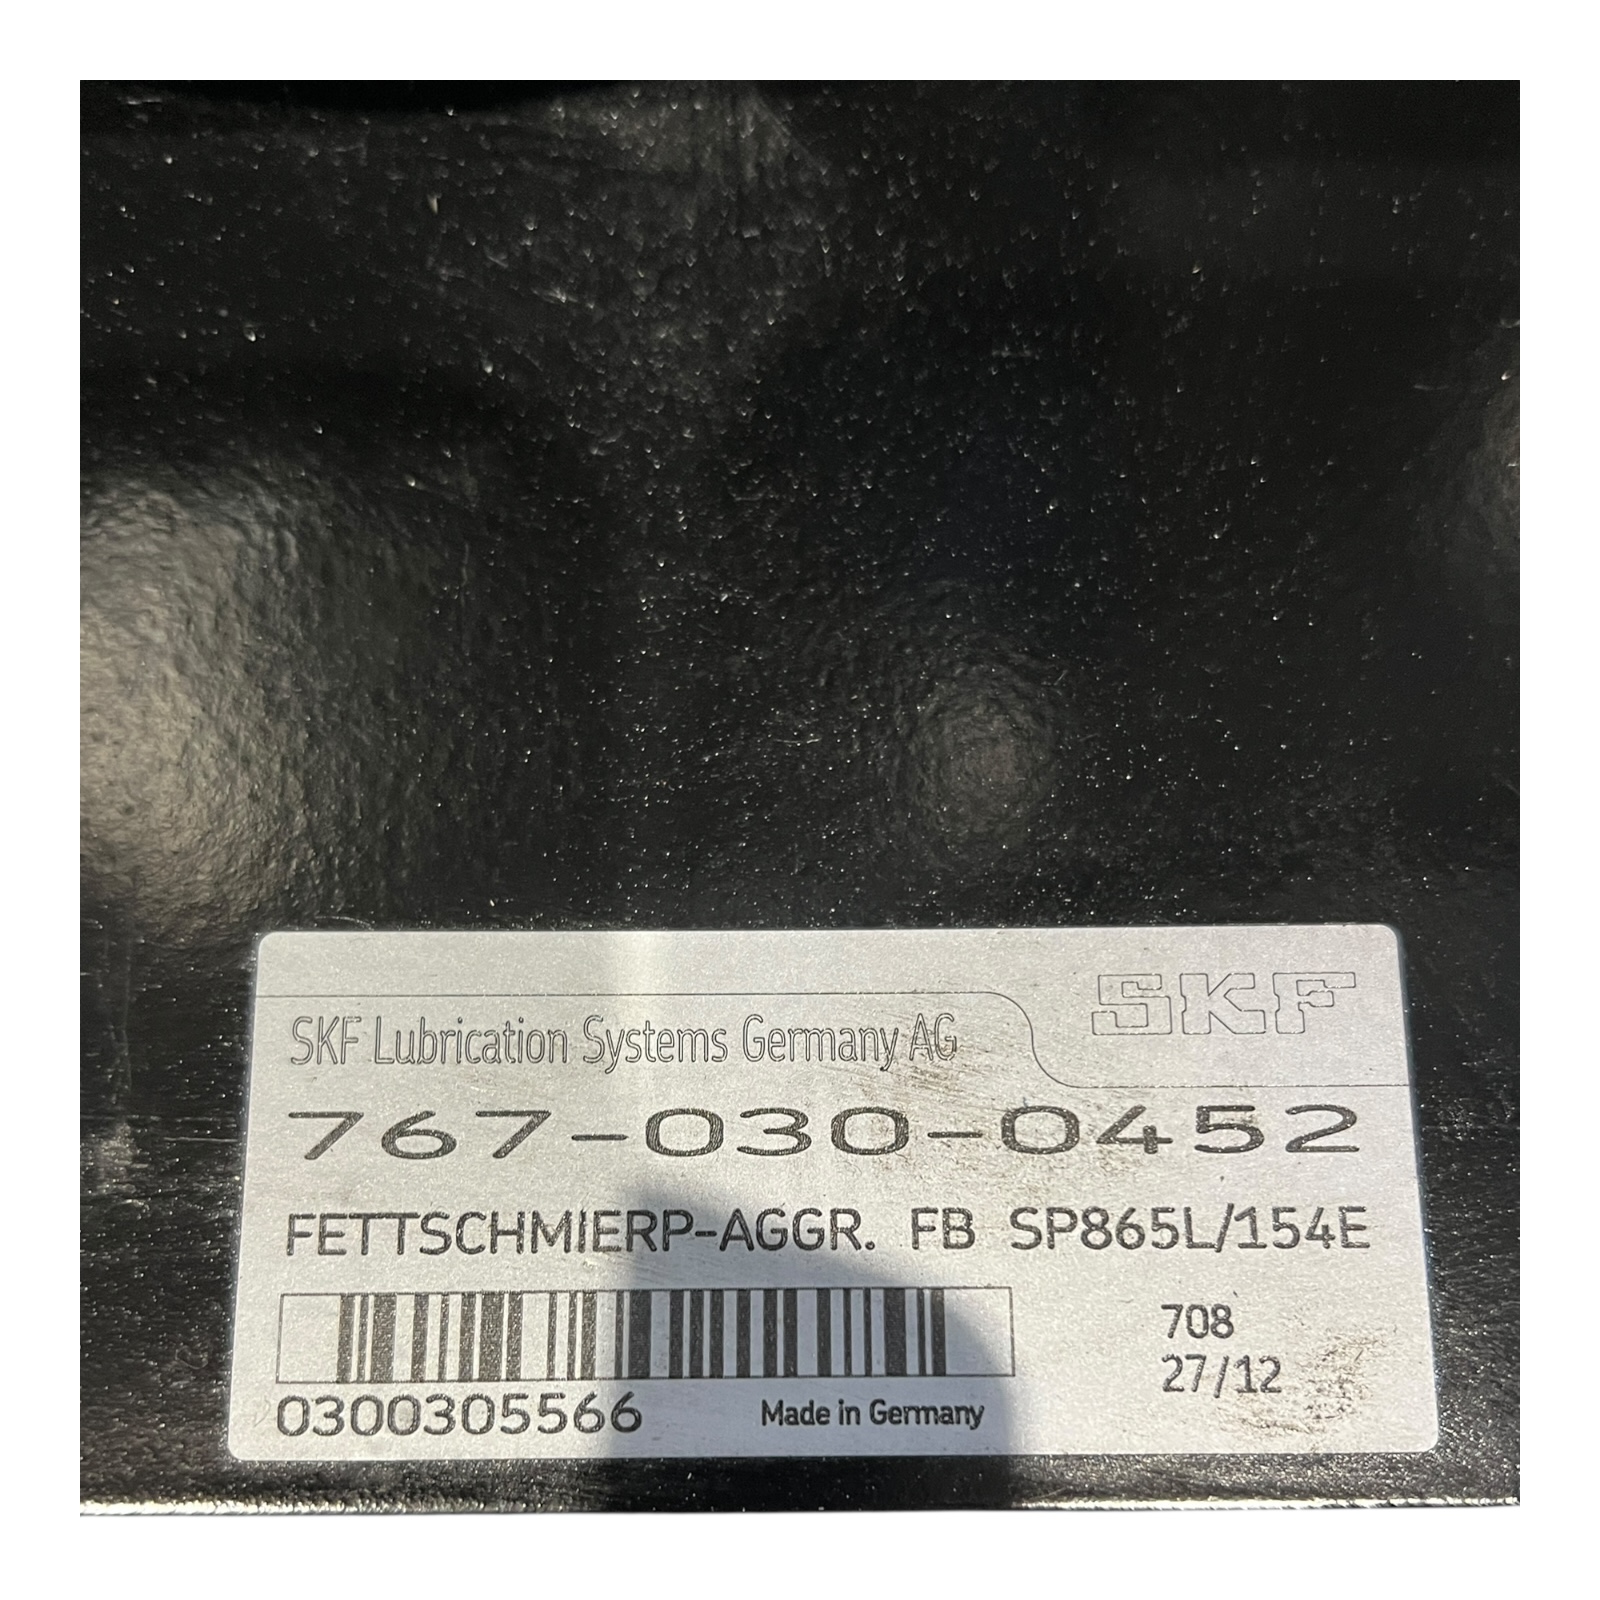 SKF
SKF Lubrication Systems Germany AG
767-030-0452
FETTSCHMIERP-AGGR. FB SP865L/154E
708
27/12
0300305566
Made in Germany